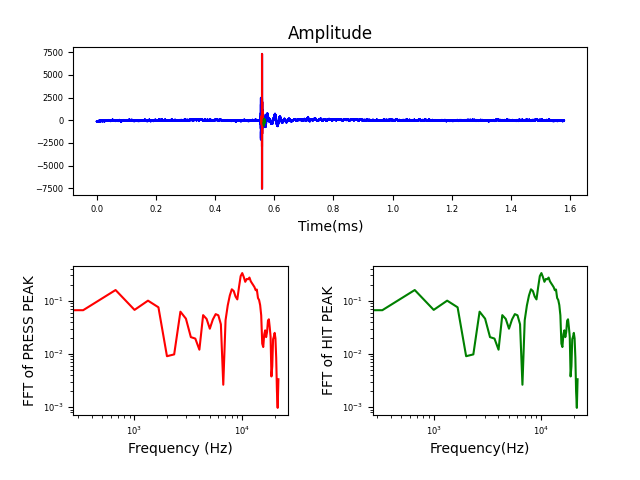 Amplitude
7500
5000
2500
0
−2500
−5000
−7500
0.0 0.2 0.4 0.6 0.8 1.0 1.2 1.4 1.6
Time(ms)
FFT of PRESS PEAK
10⁻¹
10⁻²
10⁻³
10³ 10⁴
Frequency (Hz)
FFT of HIT PEAK
10⁻¹
10⁻²
10⁻³
10³ 10⁴
Frequency(Hz)